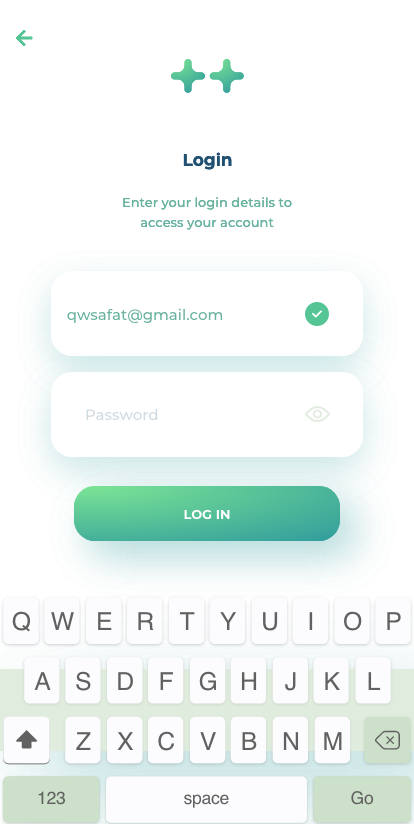 Login
Enter your login details to
access your account
qwsafat@gmail.com
Password
LOG IN
Q W E R T Y U I O P
A S D F G H J K L
Z X C V B N M
123 space Go